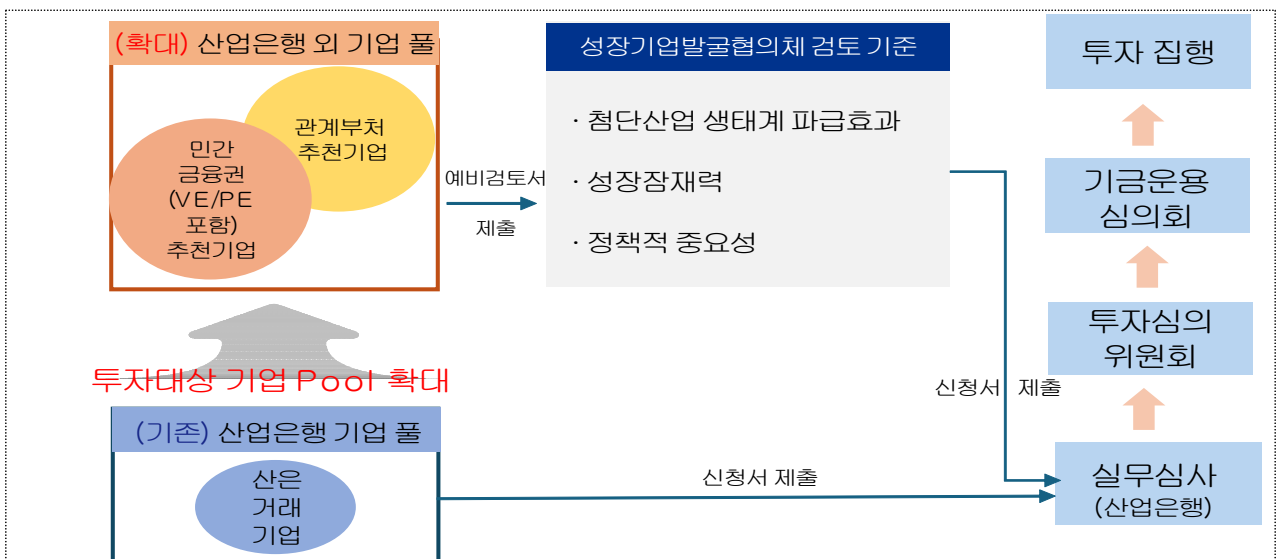 (확대) 산업은행 외 기업 풀
관계부처
추천기업
민간
금융권
(VE/PE
포함)
추천기업
예비검토서
제출
성장기업발굴협의체 검토 기준
· 첨단산업 생태계 파급효과
· 성장잠재력
· 정책적 중요성
투자 집행
기금운용
심의회
투자심의
위원회
신청서 제출
실무심사
(산업은행)
투자대상 기업 Pool 확대
(기존) 산업은행 기업 풀
산은
거래
기업
신청서 제출